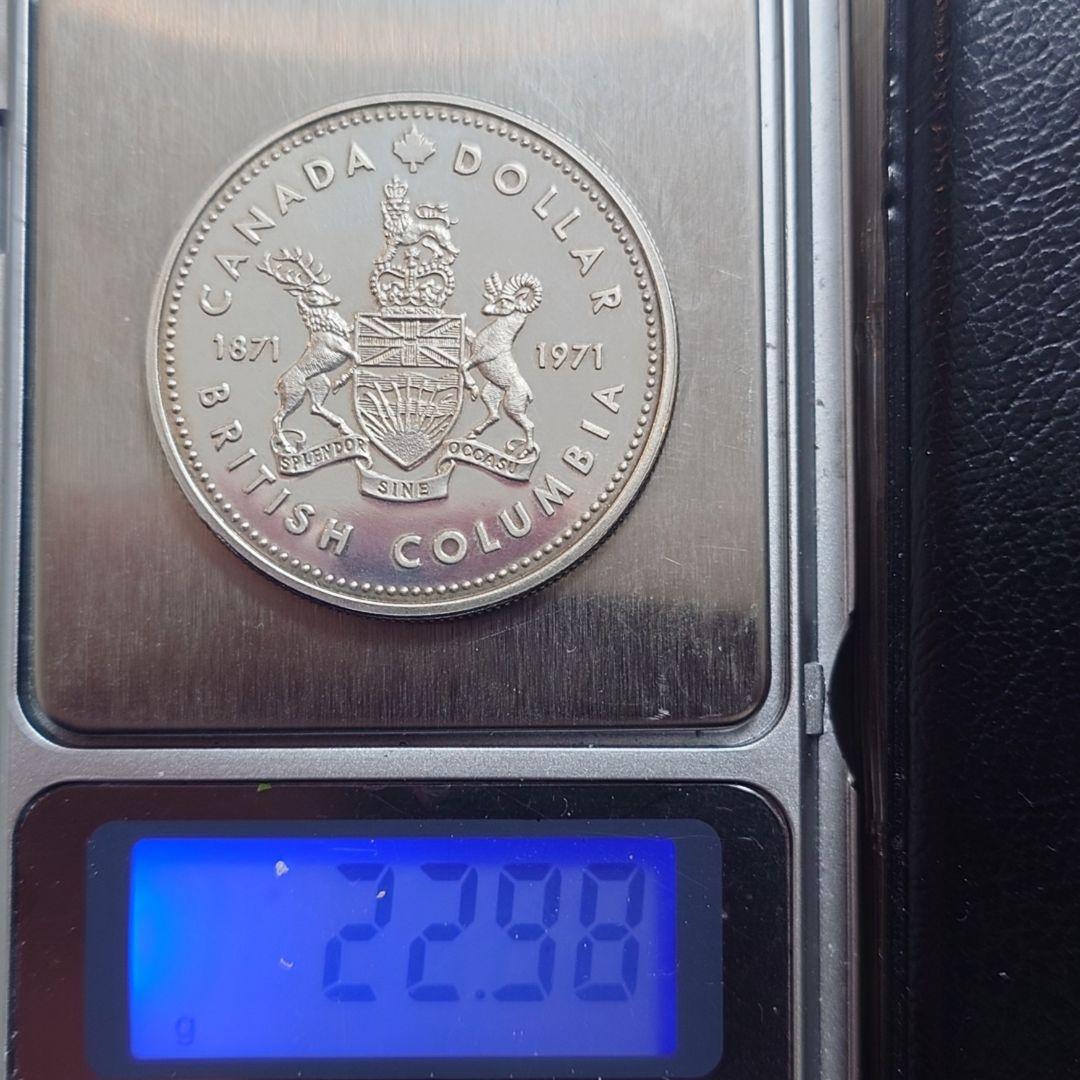 CANADA DOLLAR
1871 1971
SPLENDOR SINE OCCASU
BRITISH COLUMBIA
22.98
g